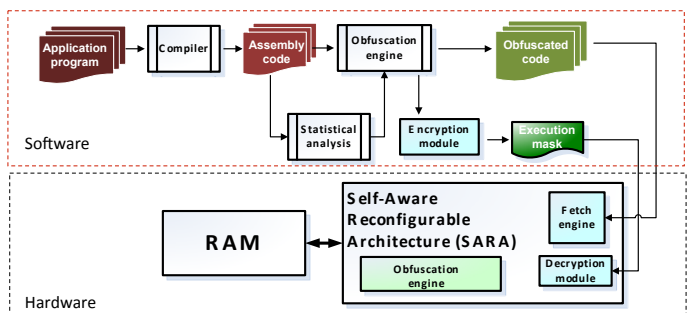 Application
program
Compiler
Assembly
code
Obfuscation
engine
Obfuscated
code
Statistical
analysis
Encryption
module
Execution
mask
Software
RAM
Self-Aware
Reconfigurable
Architecture (SARA)
Fetch
engine
Obfuscation
engine
Decryption
module
Hardware